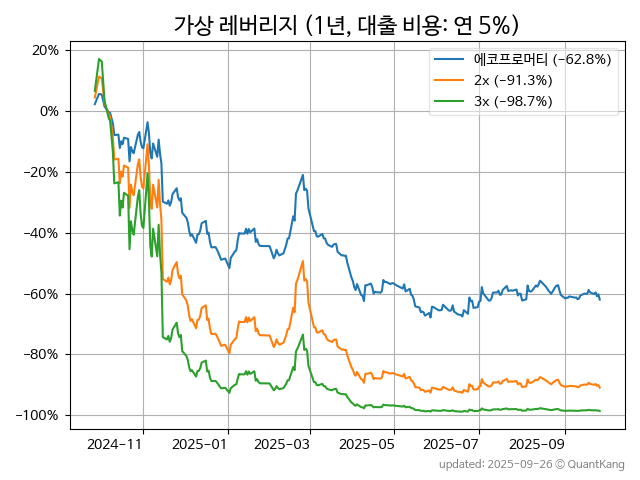 가상 레버리지 (1년, 대출 비용: 연 5%)
20%
0%
−20%
−40%
−60%
−80%
−100%
에코프로머티 (-62.8%)
2x (-91.3%)
3x (-98.7%)
2024-11
2025-01
2025-03
2025-05
2025-07
2025-09
updated: 2025-09-26 © QuantKang